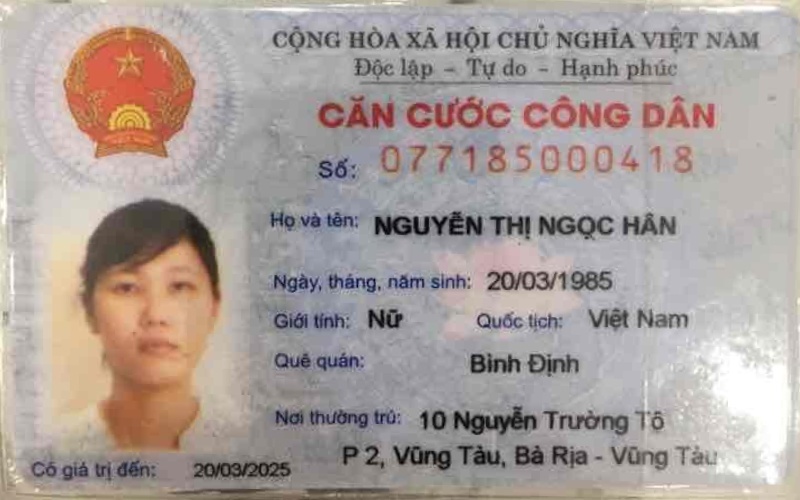 CỘNG HÒA XÃ HỘI CHỦ NGHĨA VIỆT NAM
Độc lập - Tự do - Hạnh phúc
CĂN CƯỚC CÔNG DÂN
Số: 077185000418
Họ và tên: NGUYỄN THỊ NGỌC HÂN
Ngày, tháng, năm sinh: 20/03/1985
Giới tính: Nữ Quốc tịch: Việt Nam
Quê quán: Bình Định
Nơi thường trú: 10 Nguyễn Trường Tộ
P 2, Vũng Tàu, Bà Rịa - Vũng Tàu
Có giá trị đến: 20/03/2025